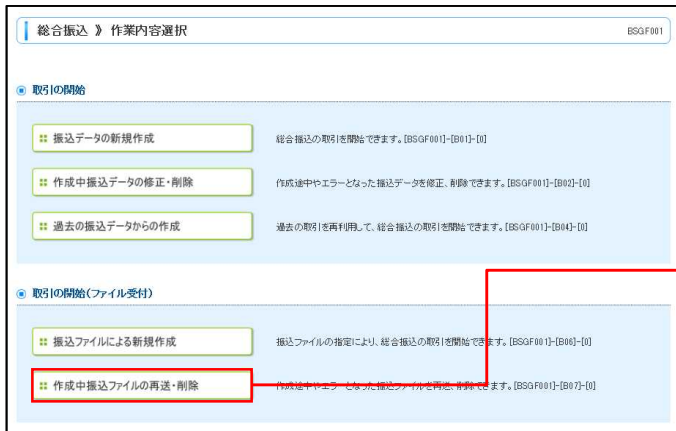 総合振込 》 作業内容選択
BSGF001
取引の開始
振込データの新規作成
総合振込の取引を開始できます。[BSGF001]-[B01]-[0]
作成中振込データの修正・削除
作成途中やエラーとなった振込データを修正、削除できます。[BSGF001]-[B02]-[0]
過去の振込データからの作成
過去の取引を再利用して、総合振込の取引を開始できます。[BSGF001]-[B04]-[0]
取引の開始(ファイル受付)
振込ファイルによる新規作成
振込ファイルの指定により、総合振込の取引を開始できます。[BSGF001]-[B06]-[0]
作成中振込ファイルの再送・削除
作成途中やエラーとなった振込ファイルを再送、削除できます。[BSGF001]-[B07]-[0]